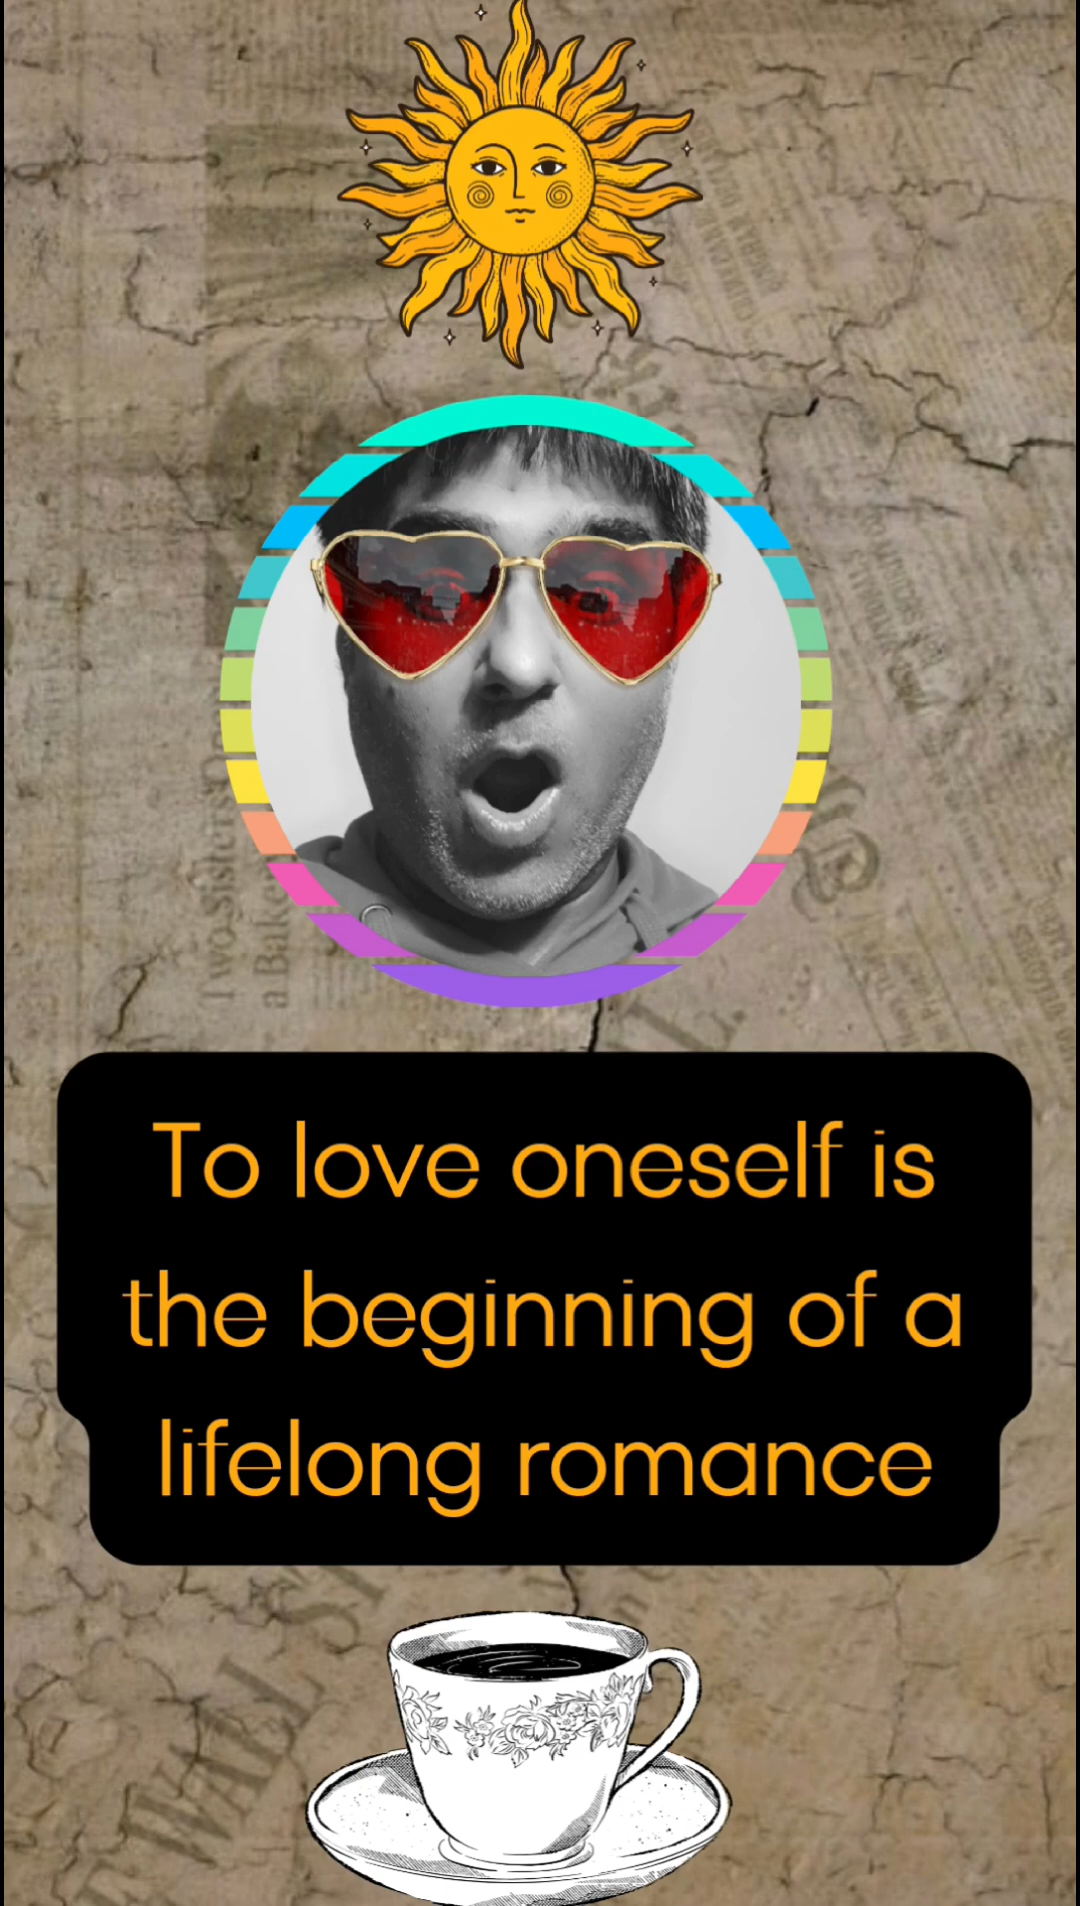 To love oneself is
the beginning of a
lifelong romance